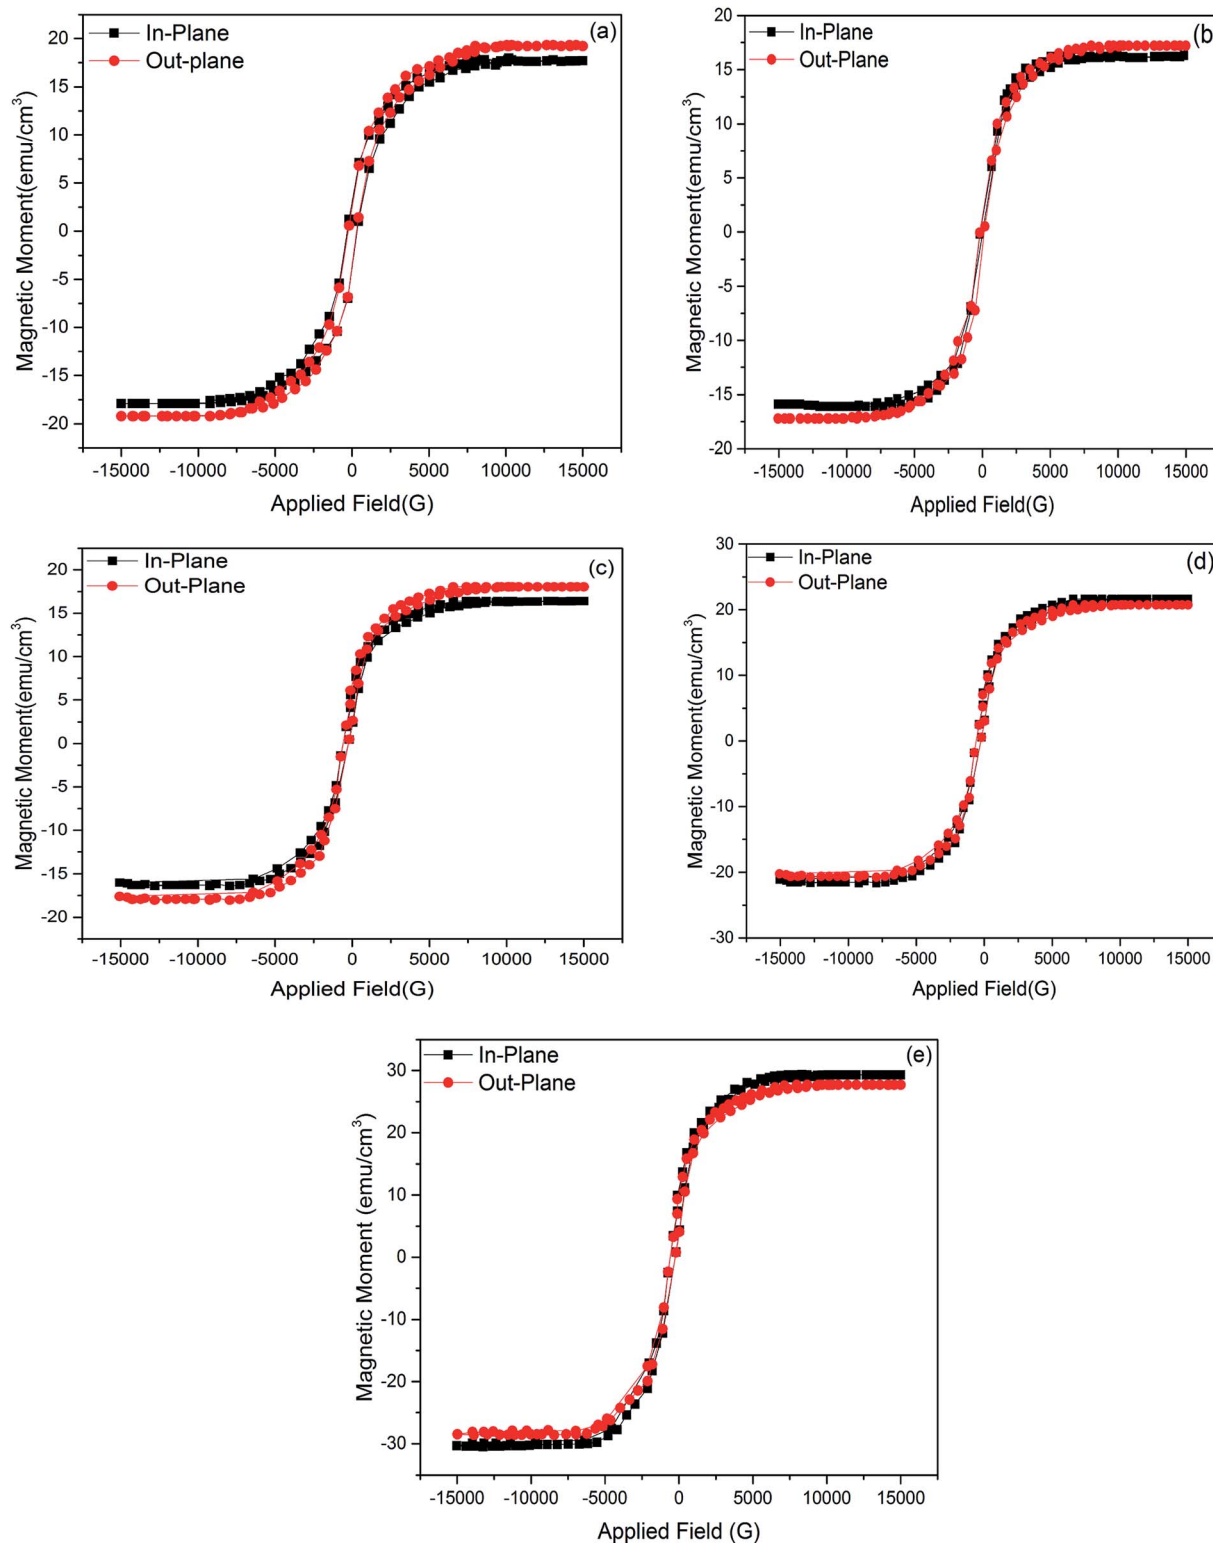 (a)
In-Plane
Out-plane
20
15
10
5
0
-5
-10
-15
-20
Magnetic Moment(emu/cm³)
-15000 -10000 -5000 0 5000 10000 15000
Applied Field(G)
(b)
In-Plane
Out-Plane
20
15
10
5
0
-5
-10
-15
-20
Magnetic Moment(emu/cm³)
-15000 -10000 -5000 0 5000 10000 15000
Applied Field(G)
(c)
In-Plane
Out-Plane
20
15
10
5
0
-5
-10
-15
-20
Magnetic Moment(emu/cm³)
-15000 -10000 -5000 0 5000 10000 15000
Applied Field(G)
(d)
In-Plane
Out-Plane
30
20
10
0
-10
-20
-30
Magnetic Moment(emu/cm³)
-15000 -10000 -5000 0 5000 10000 15000
Applied Field(G)
(e)
In-Plane
Out-Plane
30
20
10
0
-10
-20
-30
Magnetic Moment (emu/cm³)
-15000 -10000 -5000 0 5000 10000 15000
Applied Field (G)